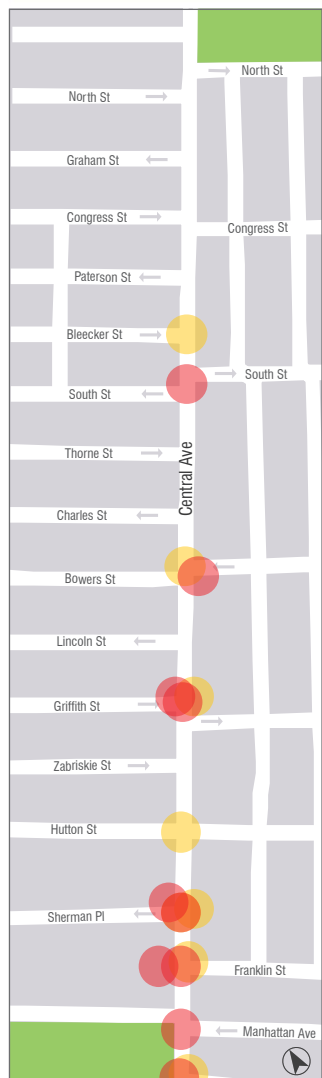 North St
North St
Graham St
Congress St
Congress St
Paterson St
Bleecker St
South St
South St
Central Ave
Thorne St
Charles St
Bowers St
Lincoln St
Griffith St
Zabriskie St
Hutton St
Sherman Pl
Franklin St
Manhattan Ave